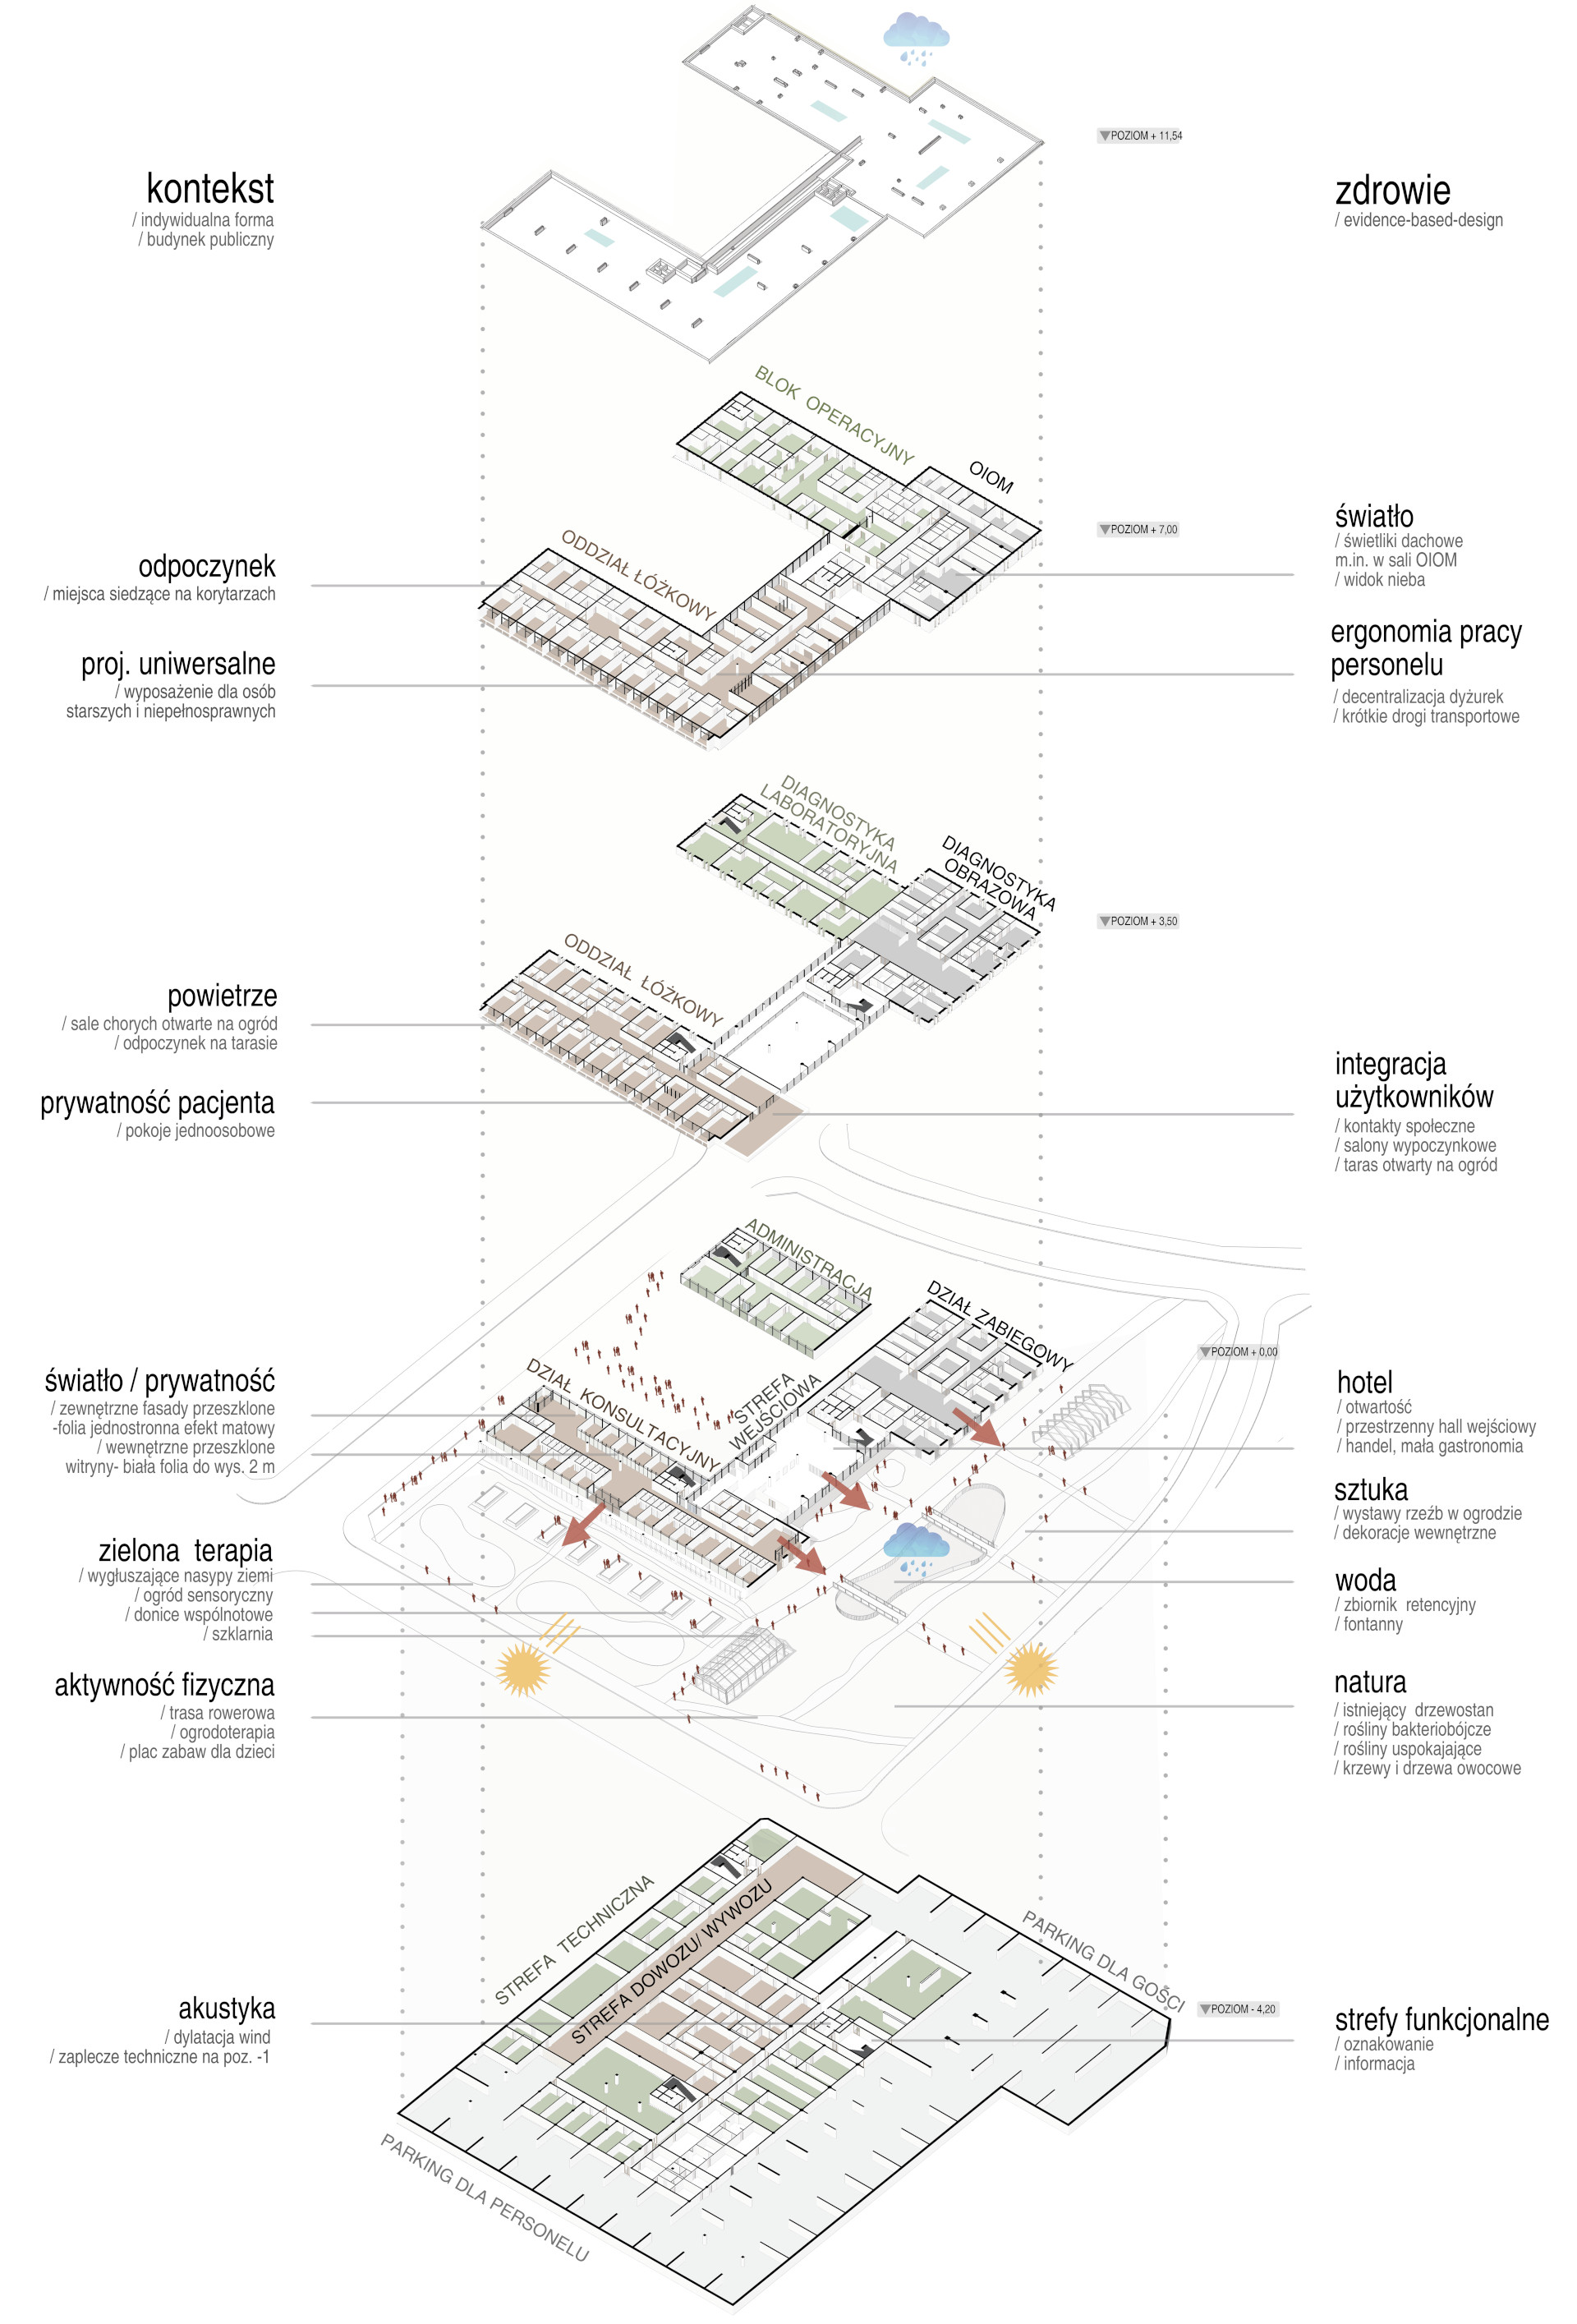 ▼POZIOM + 11,54
kontekst
/ indywidualna forma
/ budynek publiczny
zdrowie
/ evidence-based-design
BLOK OPERACYJNY
OIOM
▼POZIOM + 7,00
ODDZIAŁ ŁÓŻKOWY
odpoczynek
/ miejsca siedzące na korytarzach
proj. uniwersalne
/ wyposażenie dla osób
starszych i niepełnosprawnych
światło
/ świetliki dachowe
m.in. w sali OIOM
/ widok nieba
ergonomia pracy
personelu
/ decentralizacja dyżurek
/ krótkie drogi transportowe
DIAGNOSTYKA
LABORATORYJNA
DIAGNOSTYKA
OBRAZOWA
▼POZIOM + 3,50
ODDZIAŁ ŁÓŻKOWY
powietrze
/ sale chorych otwarte na ogród
/ odpoczynek na tarasie
prywatność pacjenta
/ pokoje jednoosobowe
integracja
użytkowników
/ kontakty społeczne
/ salony wypoczynkowe
/ taras otwarty na ogród
ADMINISTRACJA
DZIAŁ ZABIEGOWY
▼POZIOM + 0,00
STREFA
WEJŚCIOWA
DZIAŁ KONSULTACYJNY
światło / prywatność
/ zewnętrzne fasady przeszklone
-folia jednostronna efekt matowy
/ wewnętrzne przeszklone
witryny- biała folia do wys. 2 m
zielona terapia
/ wygłuszające nasypy ziemi
/ ogród sensoryczny
/ donice wspólnotowe
/ szklarnia
aktywność fizyczna
/ trasa rowerowa
/ ogrodoterapia
/ plac zabaw dla dzieci
hotel
/ otwartość
/ przestrzenny hall wejściowy
/ handel, mała gastronomia
sztuka
/ wystawy rzeźb w ogrodzie
/ dekoracje wewnętrzne
woda
/ zbiornik retencyjny
/ fontanny
natura
/ istniejący drzewostan
/ rośliny bakteriobójcze
/ rośliny uspokajające
/ krzewy i drzewa owocowe
STREFA TECHNICZNA
STREFA DOWOZU/ WYWOZU
PARKING DLA GOŚCI
▼POZIOM - 4,20
PARKING DLA PERSONELU
akustyka
/ dylatacja wind
/ zaplecze techniczne na poz. -1
strefy funkcjonalne
/ oznakowanie
/ informacja